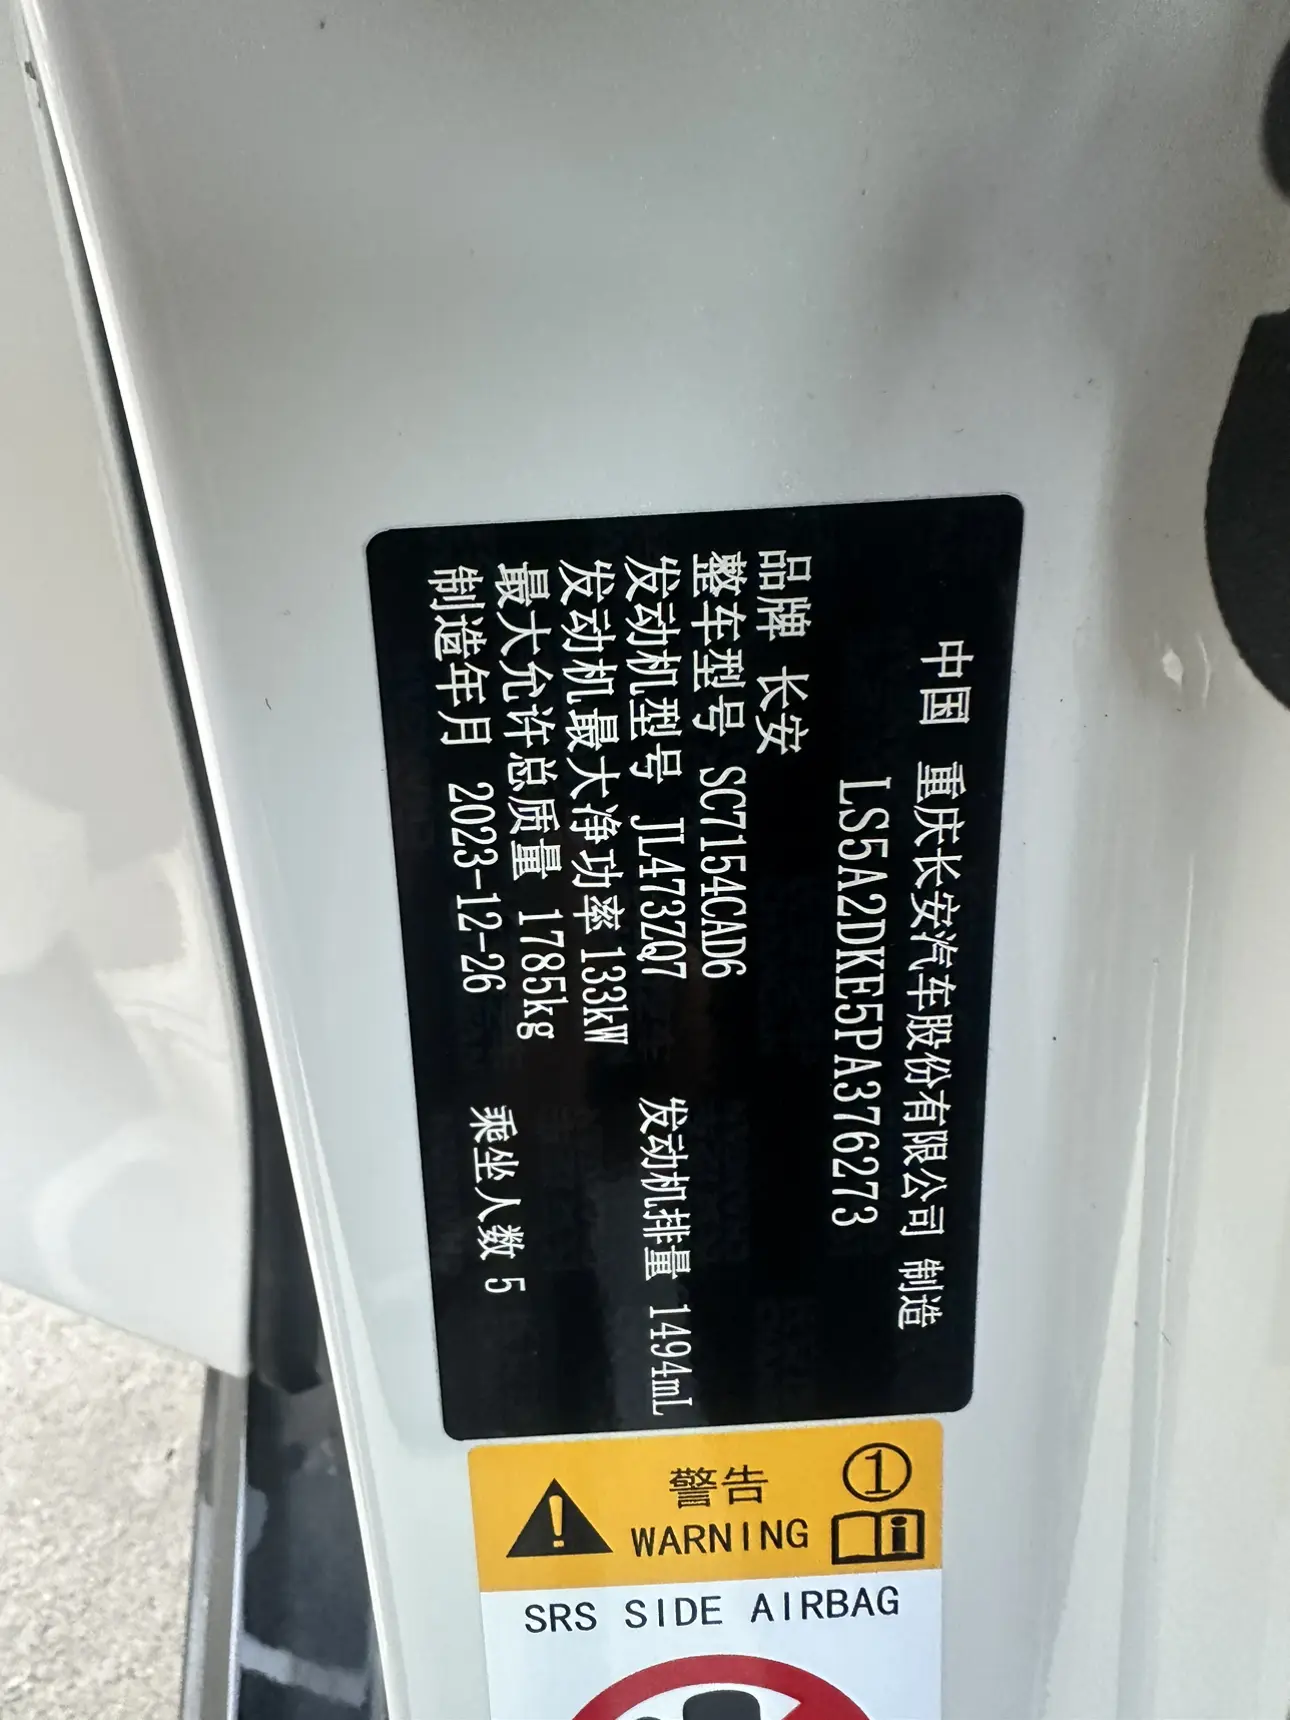 中国 重庆长安汽车股份有限公司 制造
LS5A2DKE5PA376273
品牌 长安
整车型号 SC7154CAD6
发动机型号 JL473ZQ7 发动机排量 1494mL
发动机最大净功率 133kW
最大允许总质量 1785kg
制造年月 2023-12-26 乘坐人数 5
警告 ①
WARNING
SRS SIDE AIRBAG